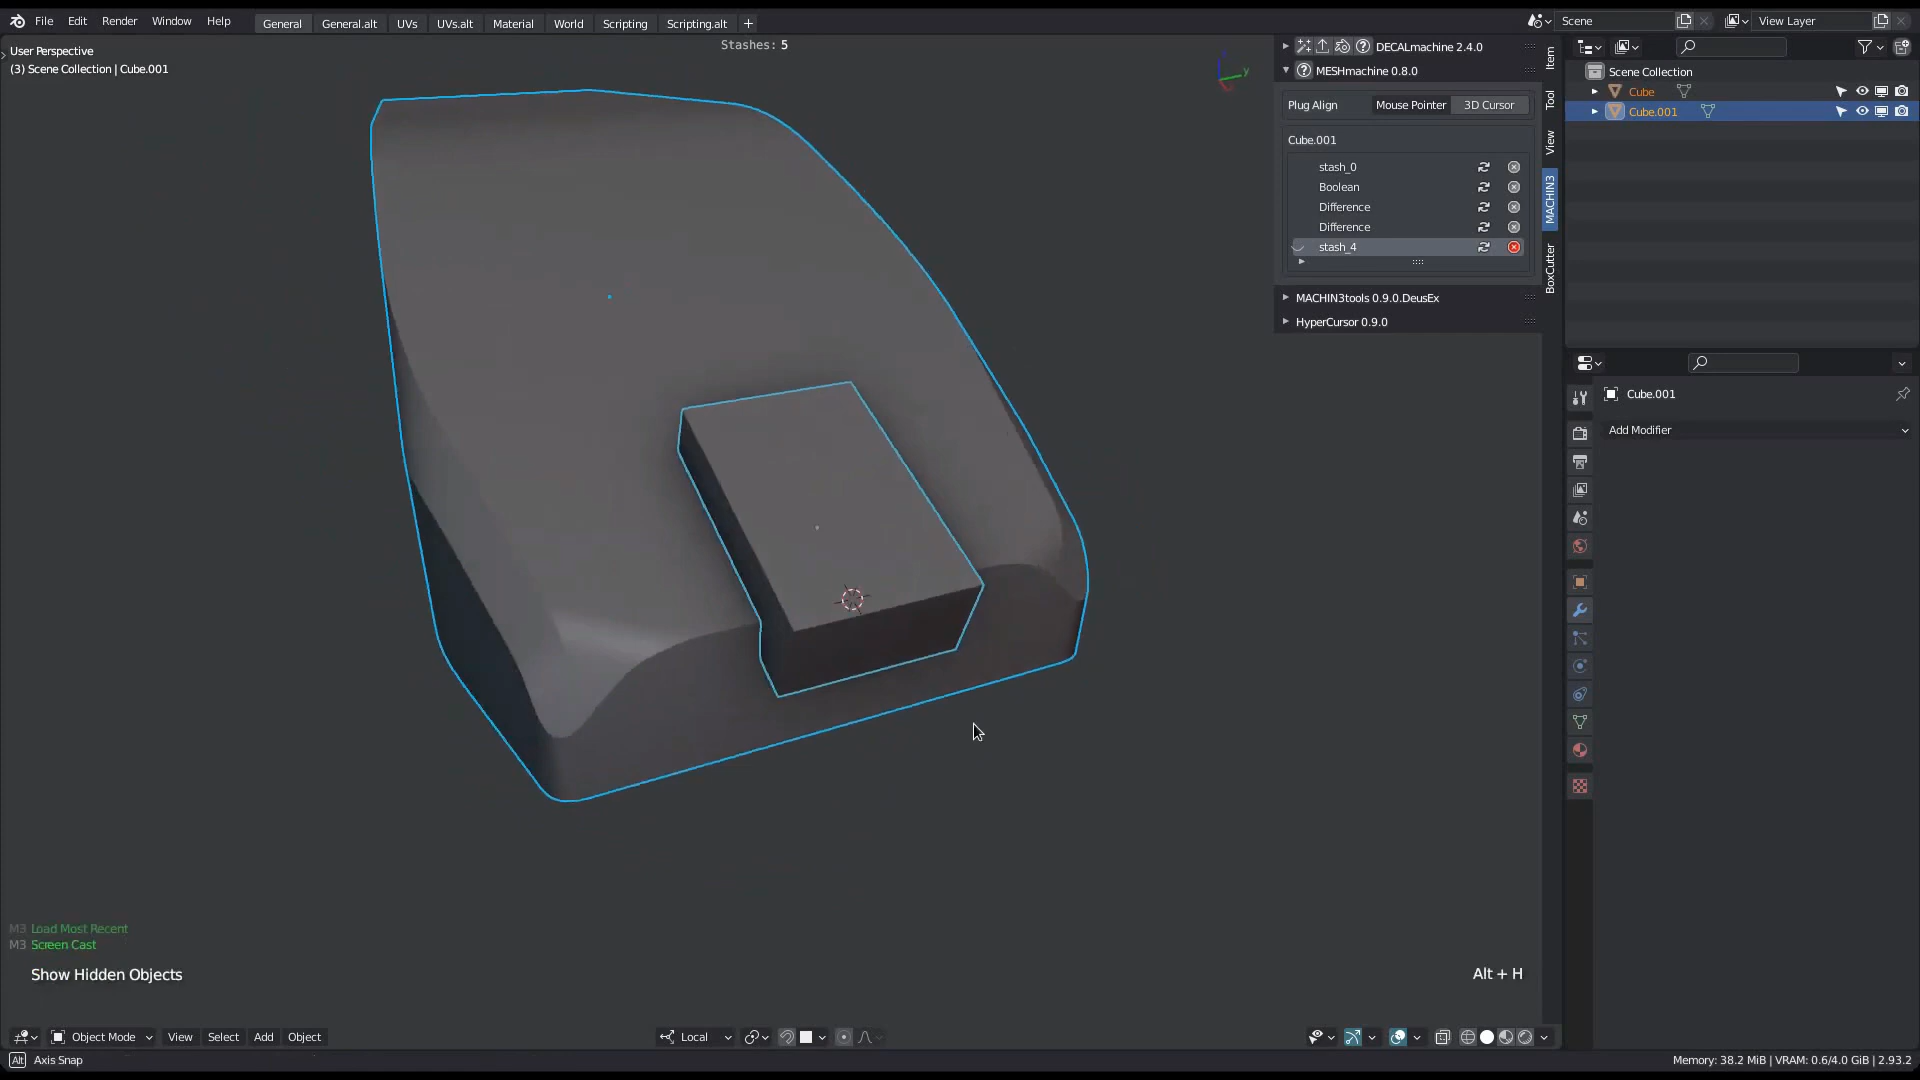 File Edit Render Window Help
General General.alt UVs UVs.alt Material World Scripting Scripting.alt +
Scene
View Layer
User Perspective
(3) Scene Collection | Cube.001
Stashes: 5
y
DECALmachine 2.4.0
MESHmachine 0.8.0
Plug Align Mouse Pointer 3D Cursor
Cube.001
stash_0
Boolean
Difference
Difference
stash_4
MACHIN3tools 0.9.0.DeusEx
HyperCursor 0.9.0
Item
Tool
View
MACHIN3
BoxCutter
Scene Collection
Cube
Cube.001
Cube.001
Add Modifier
M3 Load Most Recent
M3 Screen Cast
Show Hidden Objects
Alt + H
Object Mode View Select Add Object
Local
Alt Axis Snap
Memory: 38.2 MiB | VRAM: 0.6/4.0 GiB | 2.93.2